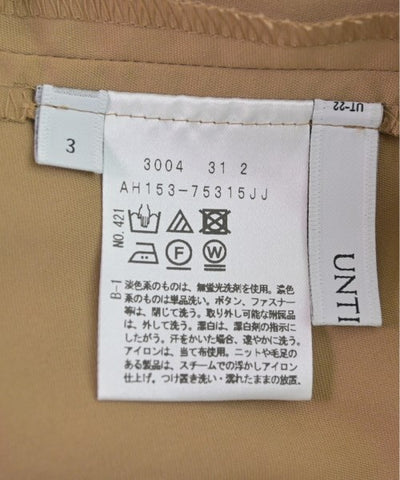 3
3004 31 2
AH153-75315JJ
NO.421
B-1
淡色系のものは、無蛍光洗剤を使用。濃色
系のものは単品洗い。ボタン、ファスナー
等は、閉じて洗う。取り外し可能な附属品
は、外して洗う。漂白は、漂白剤の指示に
したがう。汗をかいた場合、速やかに洗う。
アイロンは、当て布使用。ニットや毛足の
ある製品は、スチームでの浮かしアイロン
仕上げ。つけ置き洗い・濡れたままの放置、
F
W
UT-22
UNTI